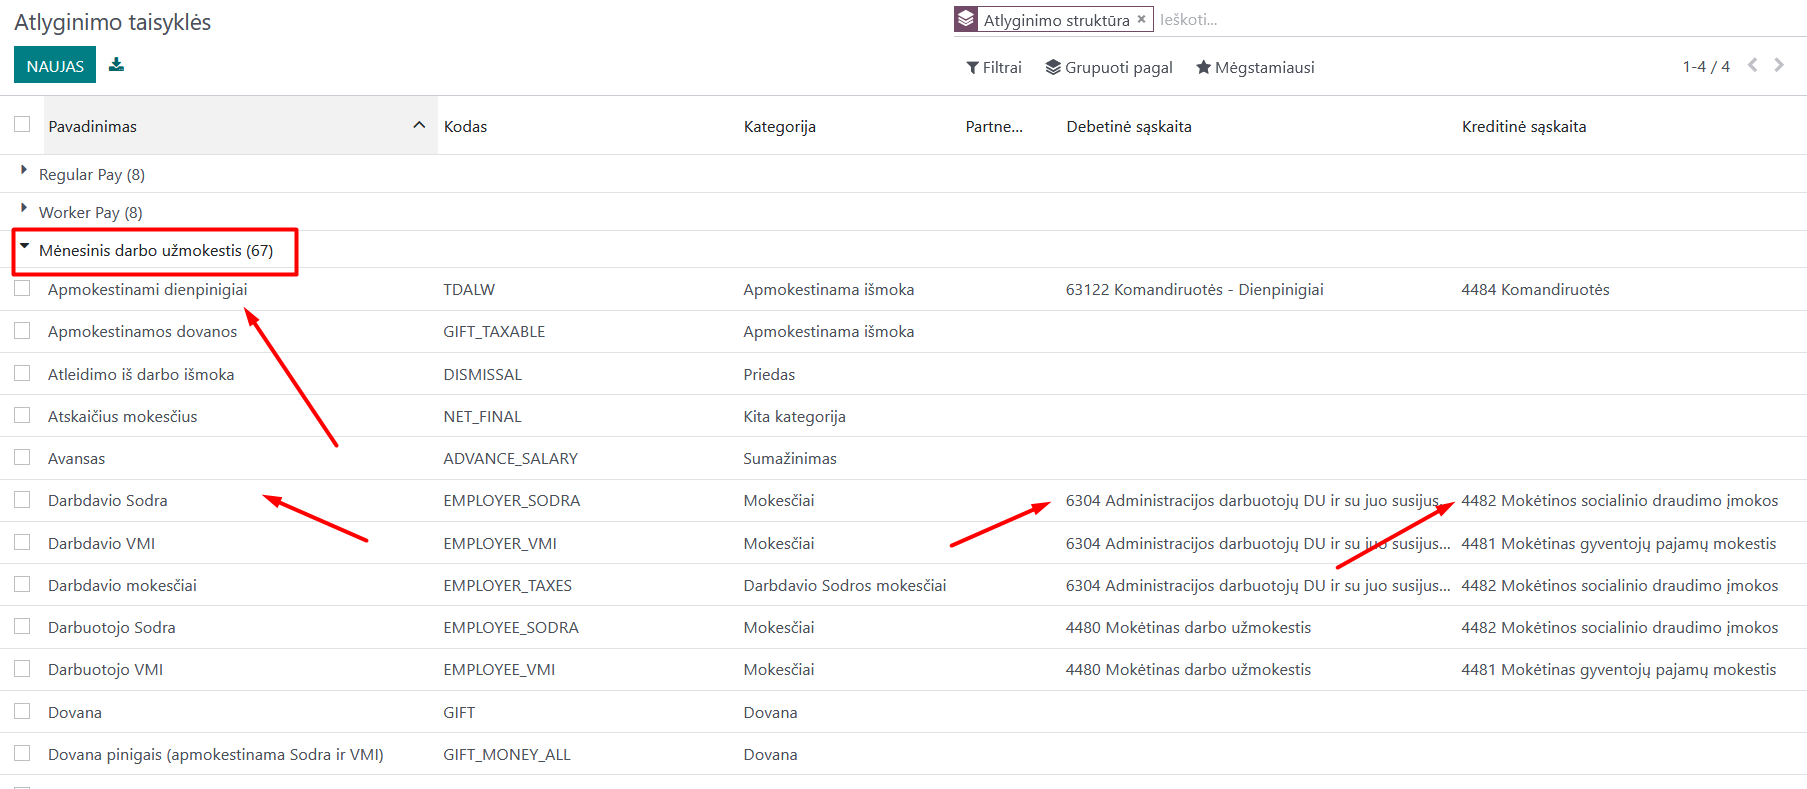 Atlyginimo taisyklės
Atlyginimo struktūra × Ieškoti...
NAUJAS
Filtrai Grupuoti pagal Mėgstamiausi 1-4 / 4
Pavadinimas Kodas Kategorija Partne... Debetinė sąskaita Kreditinė sąskaita
Regular Pay (8)
Worker Pay (8)
Mėnesinis darbo užmokestis (67)
Apmokestinami dienpinigiai TDALW Apmokestinama išmoka 63122 Komandiruotės - Dienpinigiai 4484 Komandiruotės
Apmokestinamos dovanos GIFT_TAXABLE Apmokestinama išmoka
Atleidimo iš darbo išmoka DISMISSAL Priedas
Atskaičius mokesčius NET_FINAL Kita kategorija
Avansas ADVANCE_SALARY Sumažinimas
Darbdavio Sodra EMPLOYER_SODRA Mokesčiai 6304 Administracijos darbuotojų DU ir su juo susijus... 4482 Mokėtinos socialinio draudimo įmokos
Darbdavio VMI EMPLOYER_VMI Mokesčiai 6304 Administracijos darbuotojų DU ir su juo susijus... 4481 Mokėtinas gyventojų pajamų mokestis
Darbdavio mokesčiai EMPLOYER_TAXES Darbdavio Sodros mokesčiai 6304 Administracijos darbuotojų DU ir su juo susijus... 4482 Mokėtinos socialinio draudimo įmokos
Darbuotojo Sodra EMPLOYEE_SODRA Mokesčiai 4480 Mokėtinas darbo užmokestis 4482 Mokėtinos socialinio draudimo įmokos
Darbuotojo VMI EMPLOYEE_VMI Mokesčiai 4480 Mokėtinas darbo užmokestis 4481 Mokėtinas gyventojų pajamų mokestis
Dovana GIFT Dovana
Dovana pinigais (apmokestinama Sodra ir VMI) GIFT_MONEY_ALL Dovana